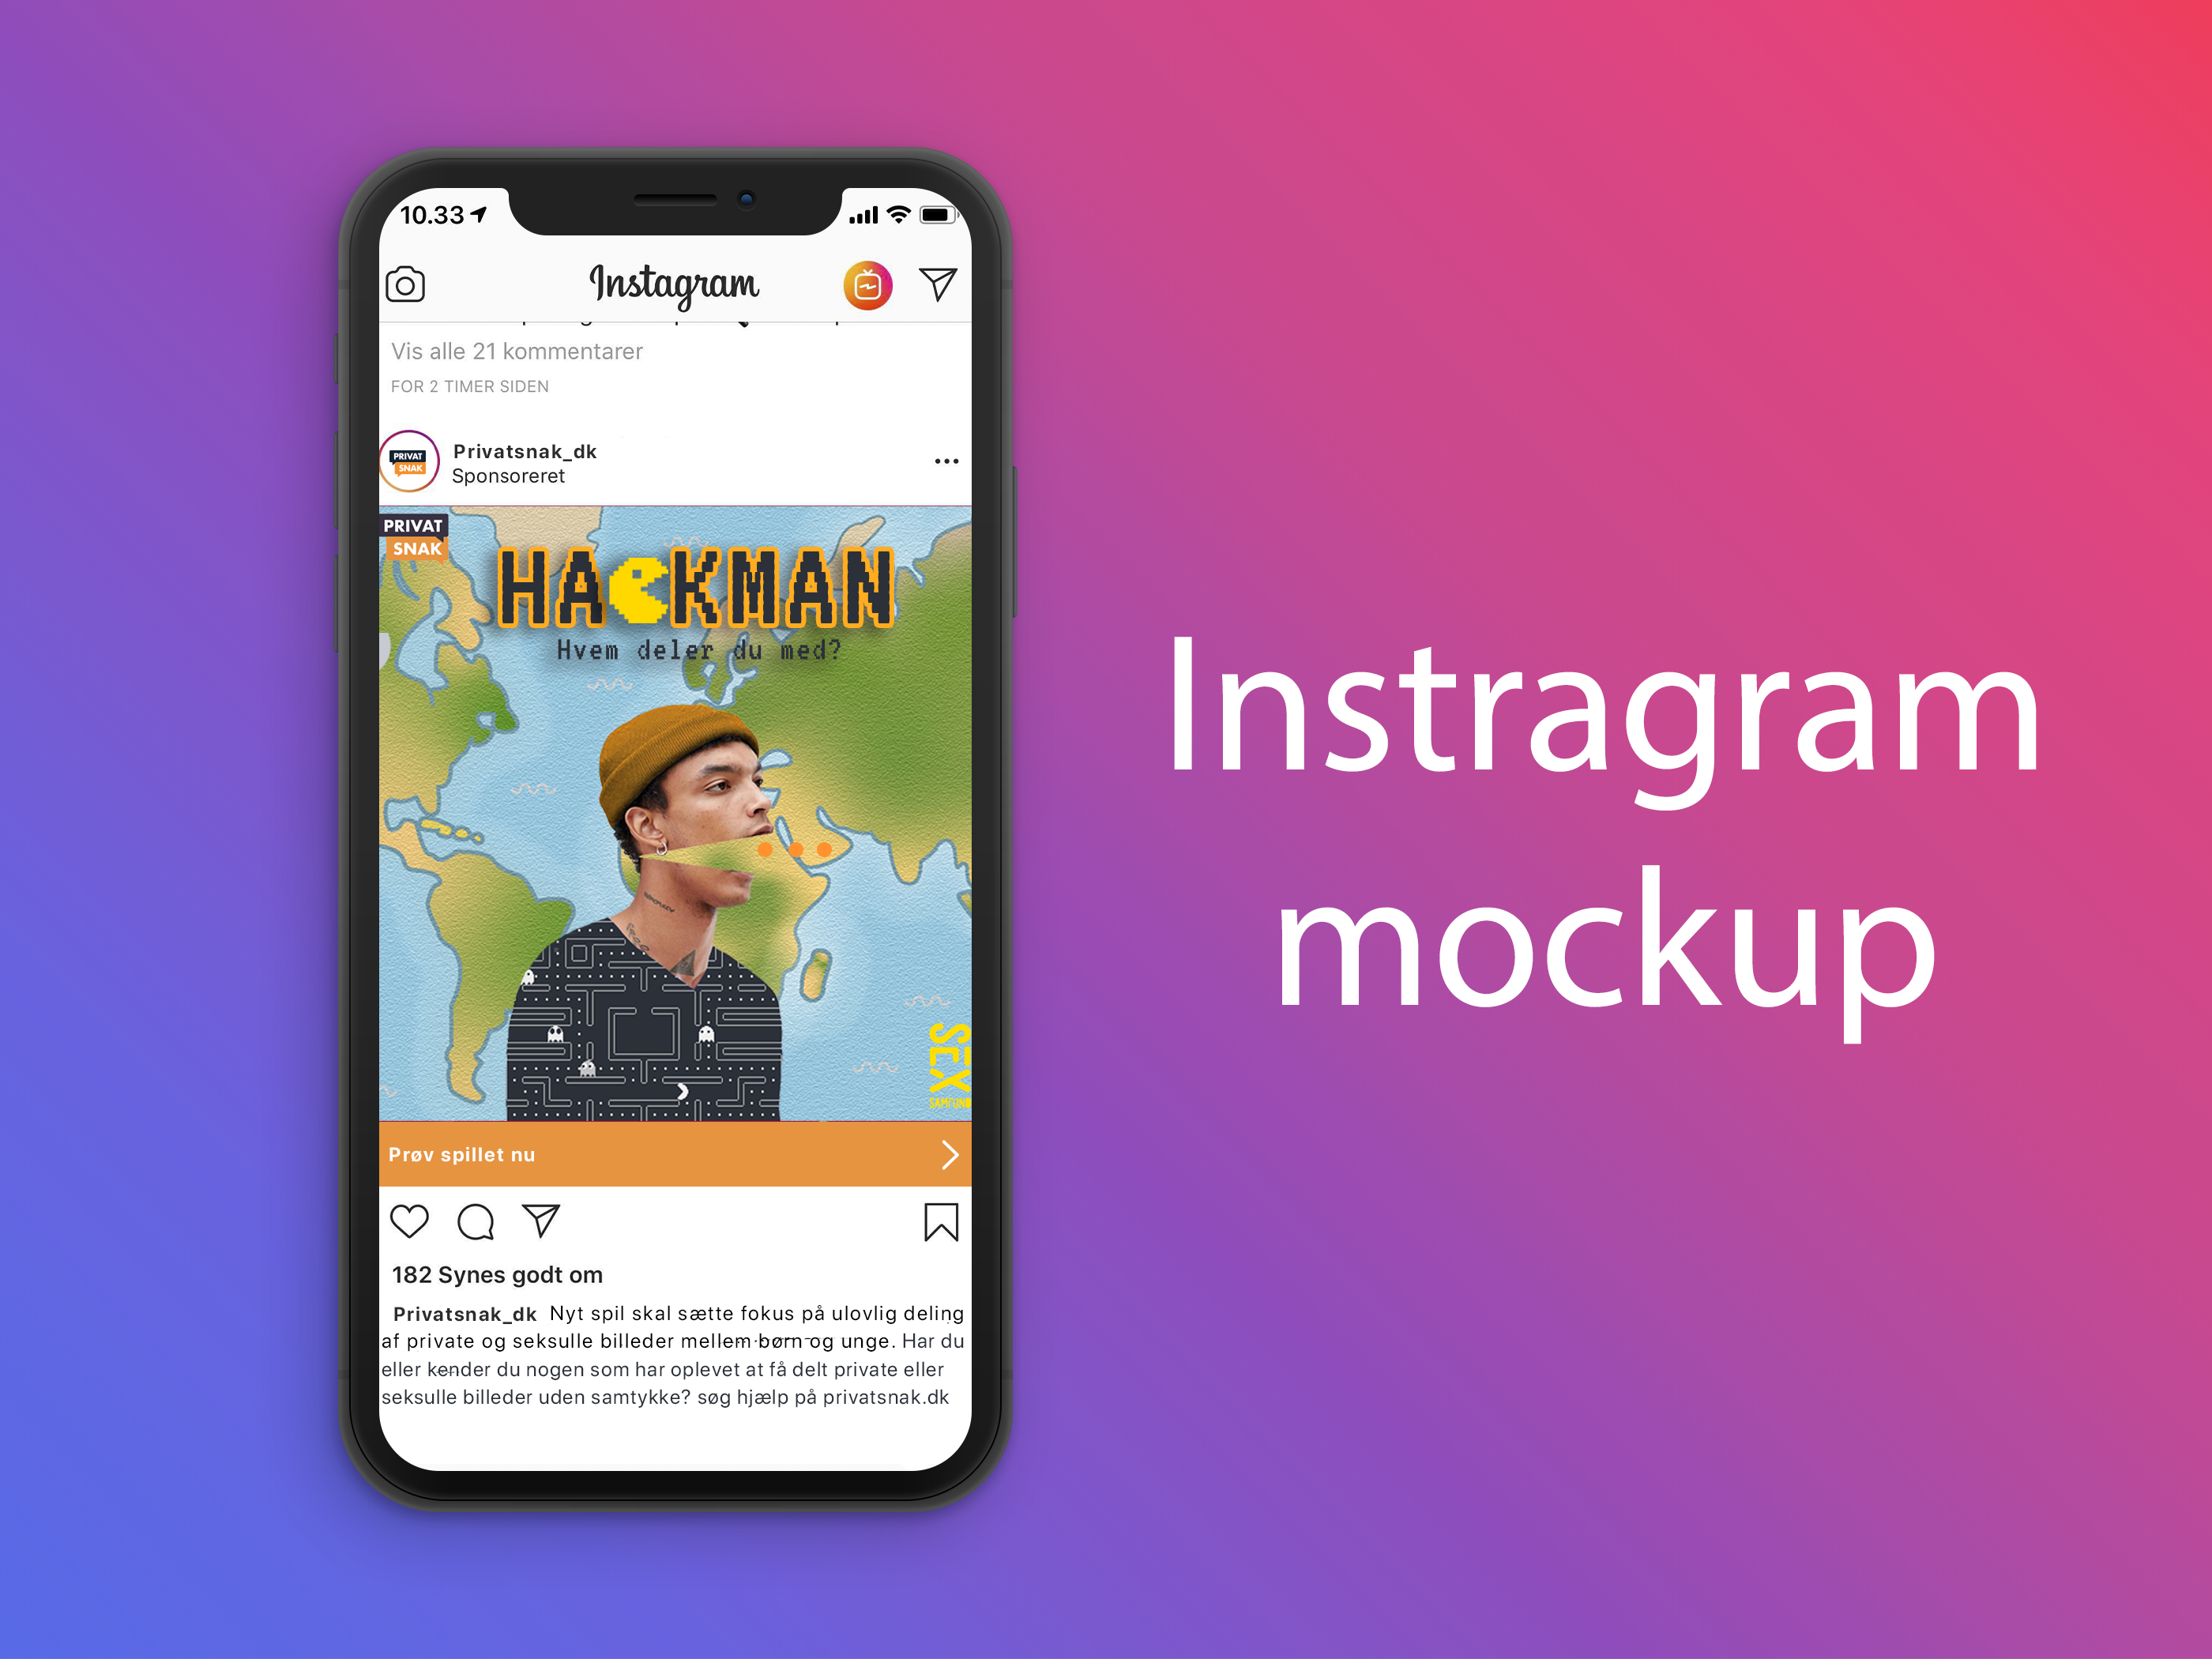 10.33
Instagram
Vis alle 21 kommentarer
FOR 2 TIMER SIDEN
PRIVAT
SNAK
Privatsnak_dk
Sponsoreret
PRIVAT
SNAK
HACKMAN
Hvem deler du med?
SEX
Prøv spillet nu
182 Synes godt om
Privatsnak_dk Nyt spil skal sætte fokus på ulovlig deling
af private og seksulle billeder mellem børn og unge. Har du
eller kender du nogen som har oplevet at få delt private eller
seksulle billeder uden samtykke? søg hjælp på privatsnak.dk
Instragram
mockup